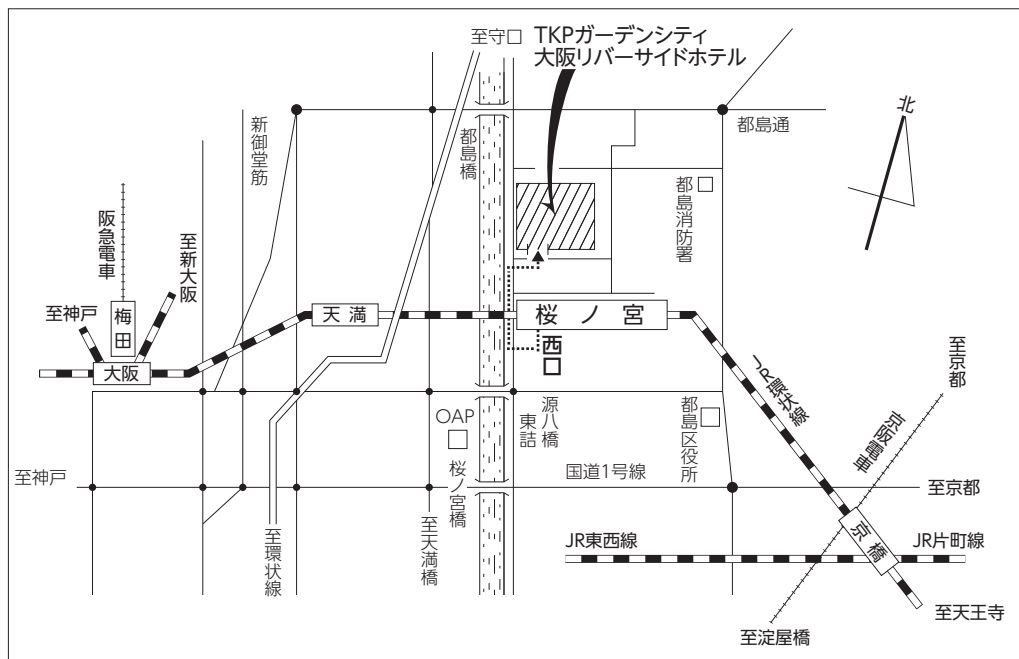 至守口
TKPガーデンシティ
大阪リバーサイドホテル
北
新御堂筋
都島橋
都島通
都島消防署
阪急電車
至新大阪
至神戸
梅田
大阪
天満
桜ノ宮
西口
JR環状線
至京都
京阪電車
OAP
源八橋
東詰
都島区役所
至神戸
桜ノ宮橋
国道1号線
至京都
至環状線
至天満橋
JR東西線
京橋
JR片町線
至天王寺
至淀屋橋